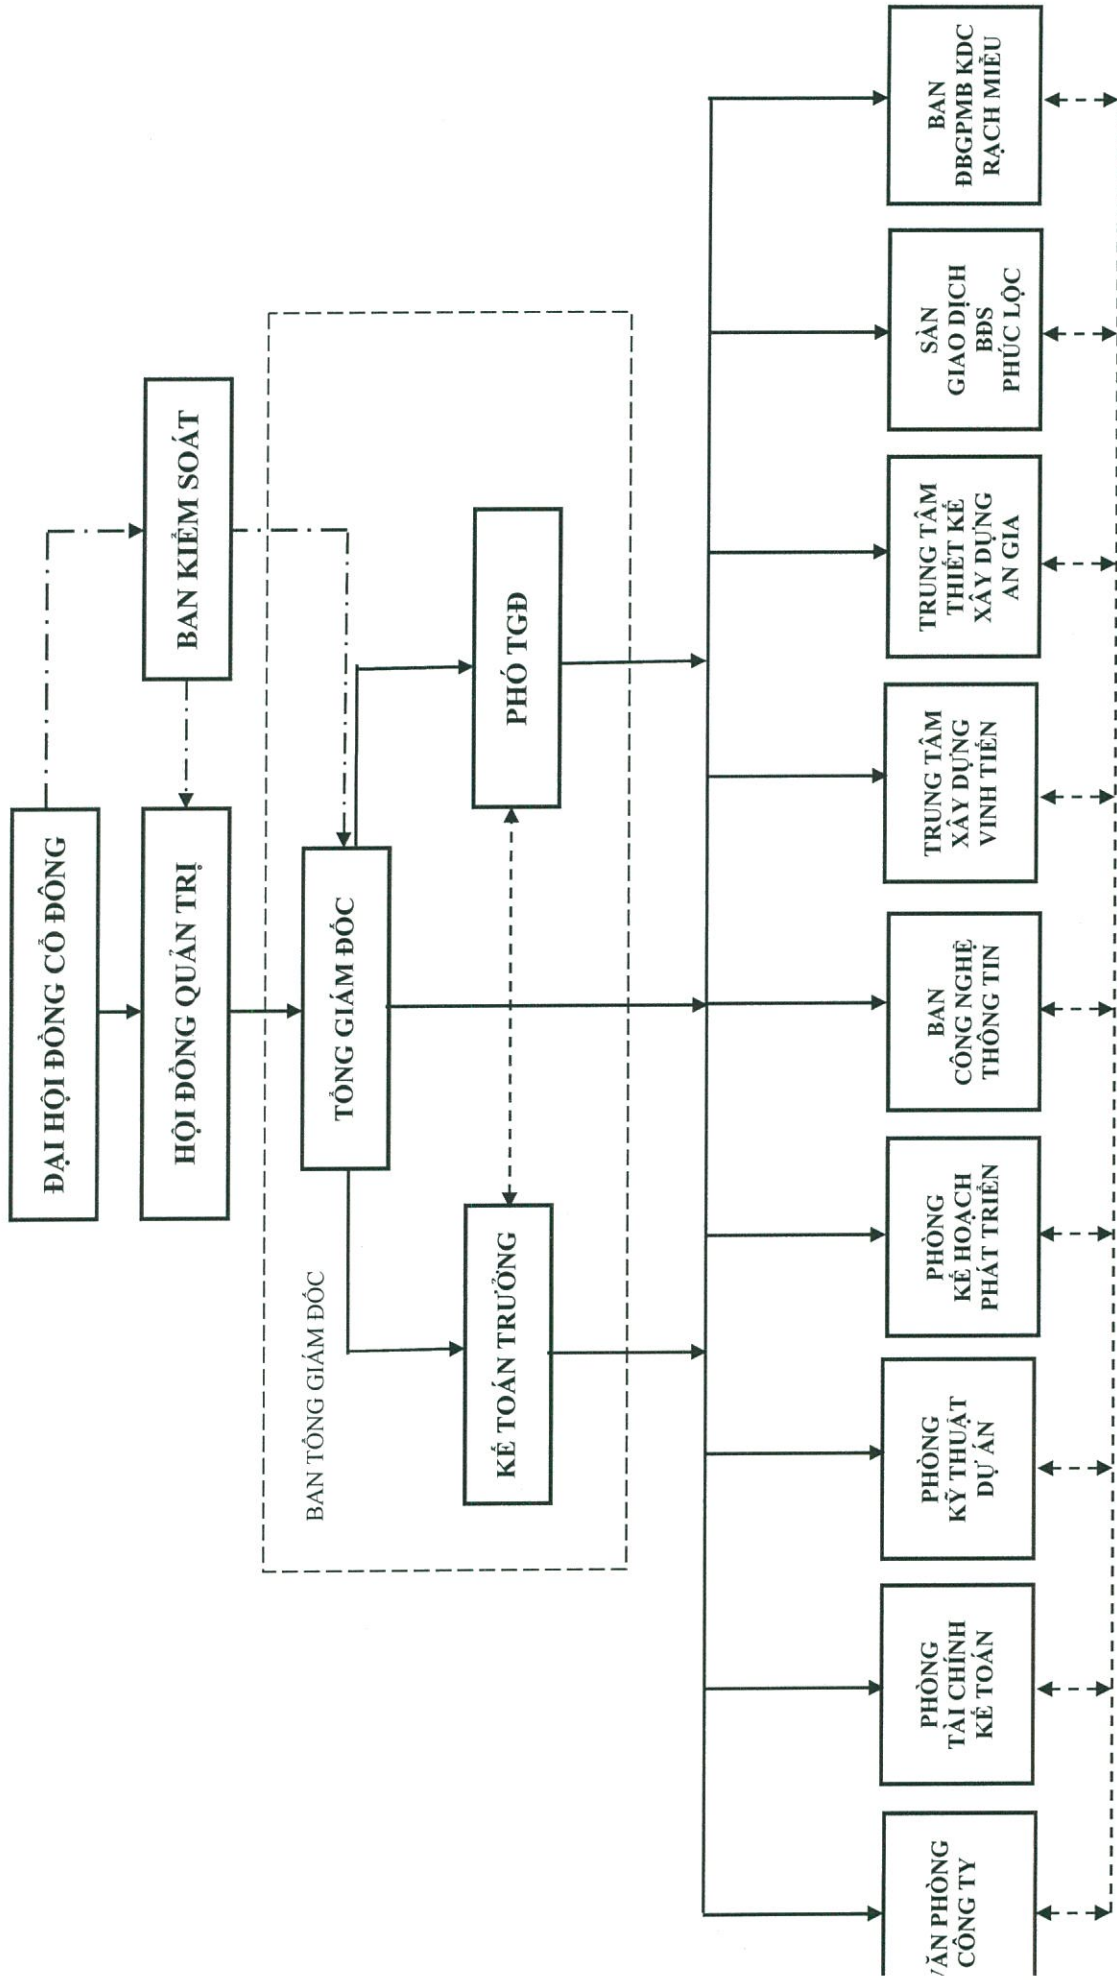 ĐẠI HỘI ĐỒNG CỔ ĐÔNG
HỘI ĐỒNG QUẢN TRỊ
BAN KIỂM SOÁT
BAN TỔNG GIÁM ĐỐC
TỔNG GIÁM ĐỐC
KẾ TOÁN TRƯỞNG
PHÓ TGĐ
VĂN PHÒNG
CÔNG TY
PHÒNG
TÀI CHÍNH
KẾ TOÁN
PHÒNG
KỸ THUẬT
DỰ ÁN
PHÒNG
KẾ HOẠCH
PHÁT TRIỂN
BAN
CÔNG NGHỆ
THÔNG TIN
TRUNG TÂM
XÂY DỰNG
VINH TIẾN
TRUNG TÂM
THIẾT KẾ
XÂY DỰNG
AN GIA
SÀN
GIAO DỊCH
BĐS
PHÚC LỘC
BAN
ĐBGPMB KDC
RẠCH MIỄU